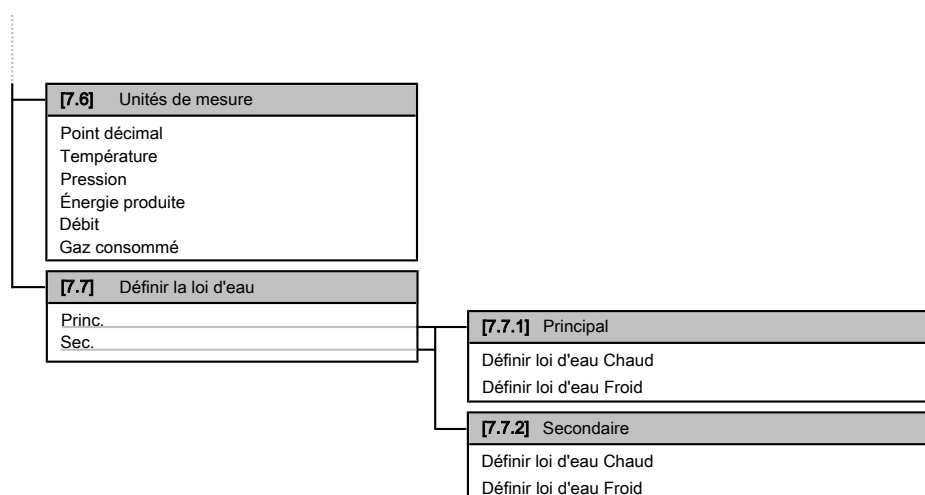 [7.6] Unités de mesure
Point décimal
Température
Pression
Énergie produite
Débit
Gaz consommé
[7.7] Définir la loi d'eau
Princ.
Sec.
[7.7.1] Principal
Définir loi d'eau Chaud
Définir loi d'eau Froid
[7.7.2] Secondaire
Définir loi d'eau Chaud
Définir loi d'eau Froid